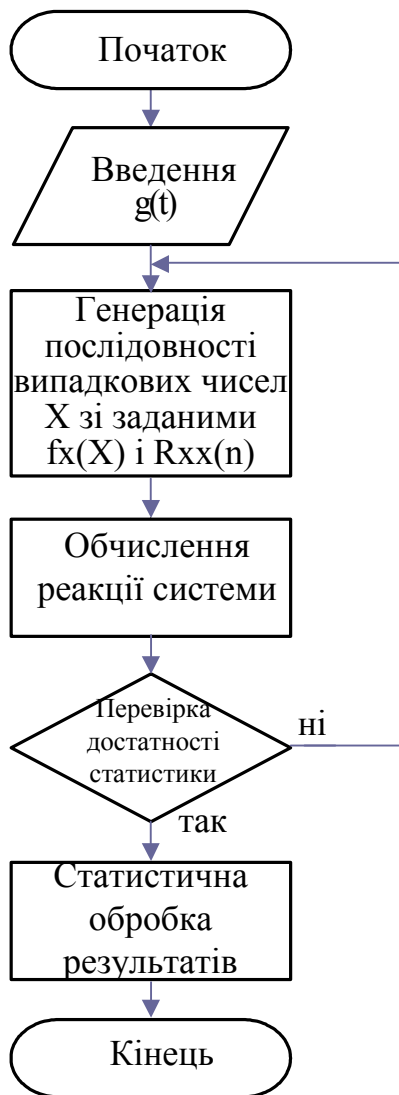 Початок
Введення
g(t)
Генерація
послідовності
випадкових чисел
X зі заданими
fx(X) і Rxx(n)
Обчислення
реакції системи
Перевірка
достатності
статистики
ні
так
Статистична
обробка
результатів
Кінець